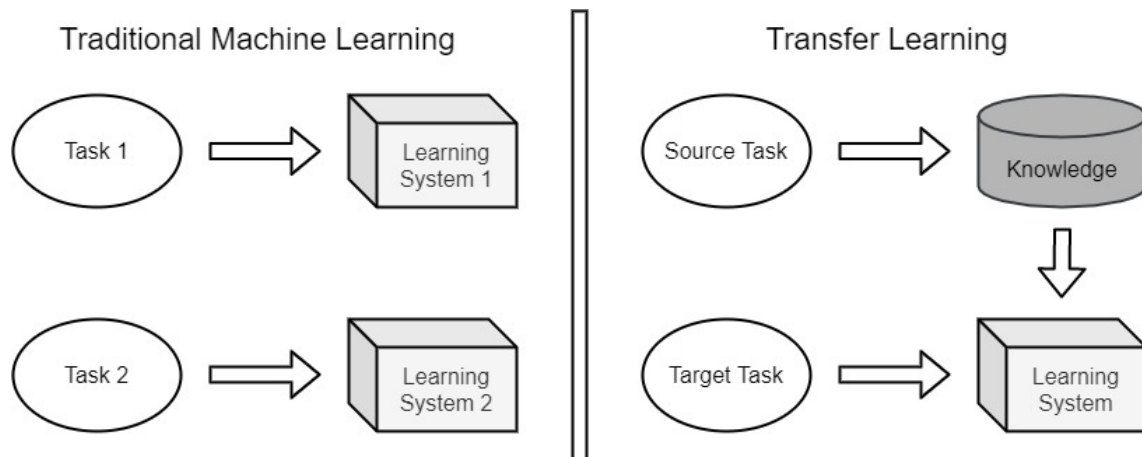 Traditional Machine Learning
Task 1
Learning
System 1
Task 2
Learning
System 2
Transfer Learning
Source Task
Knowledge
Target Task
Learning
System